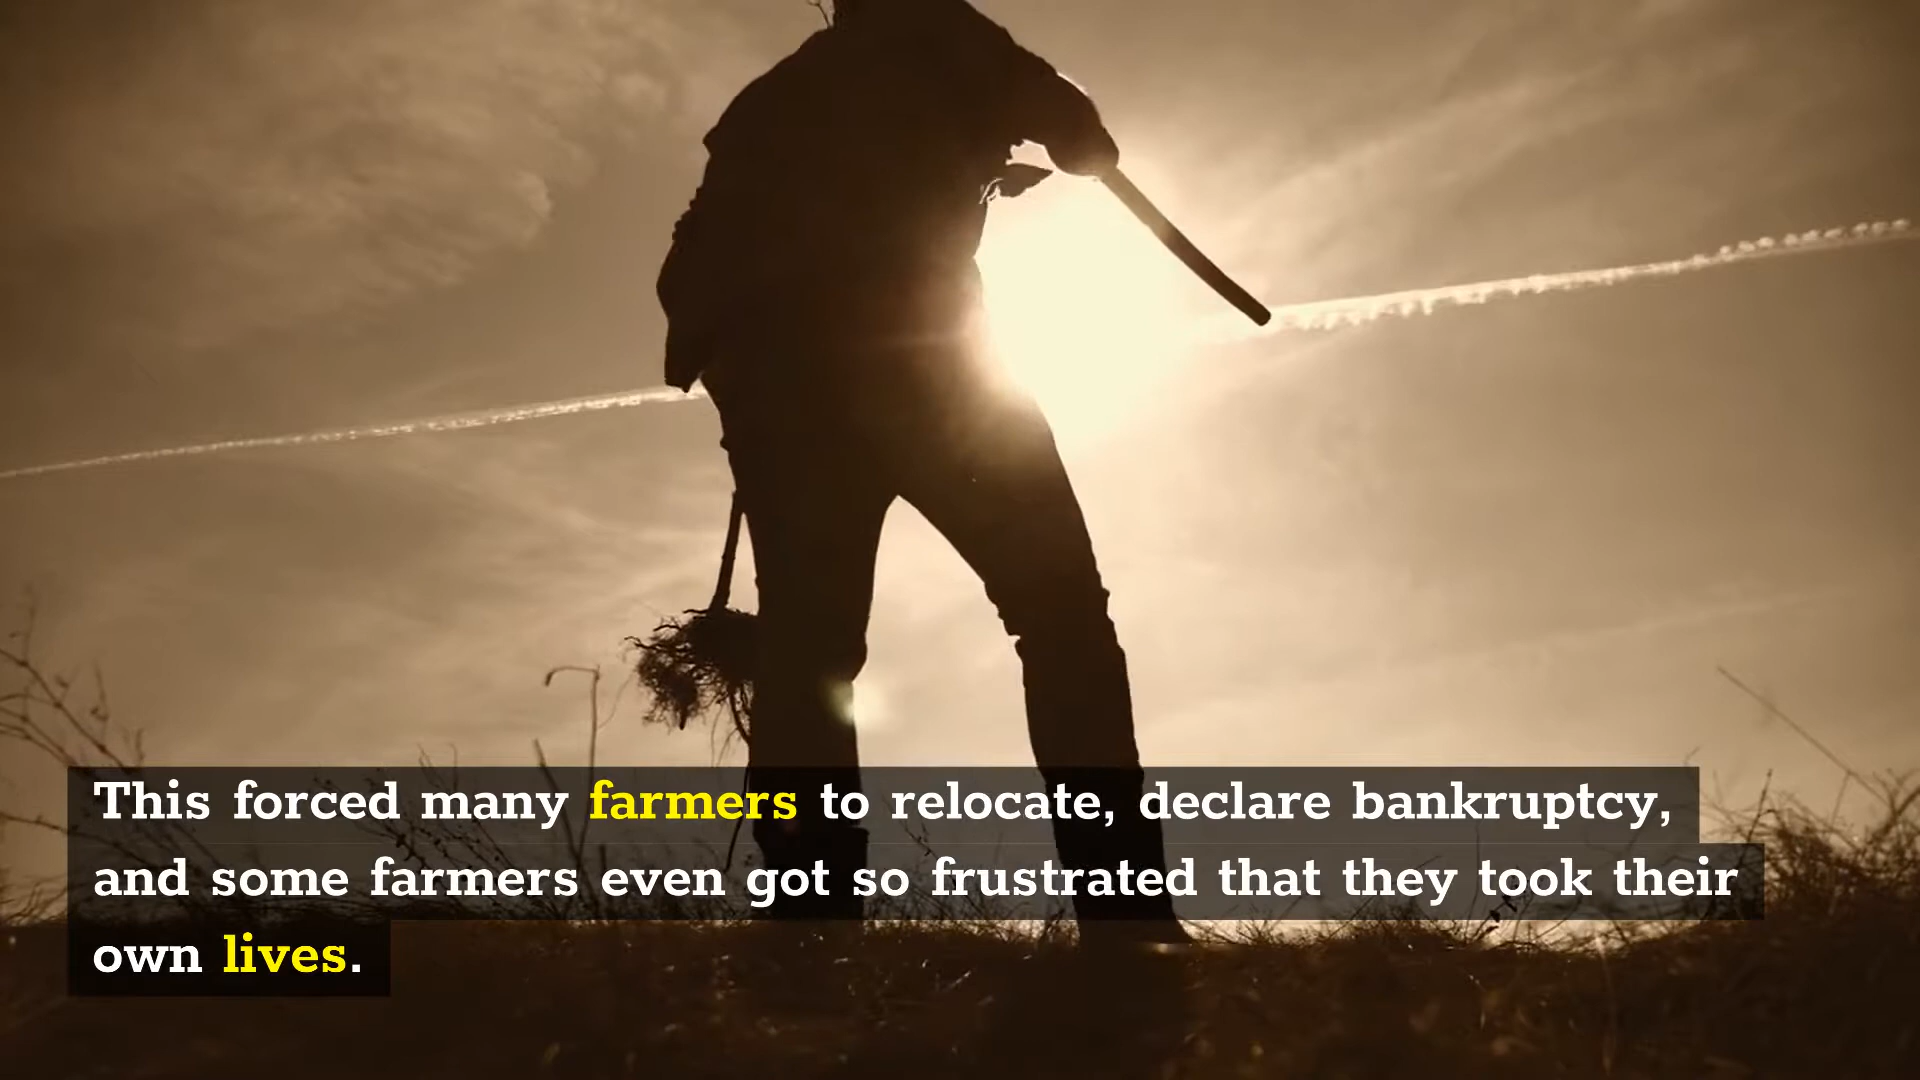 This forced many farmers to relocate, declare bankruptcy,
and some farmers even got so frustrated that they took their
own lives.